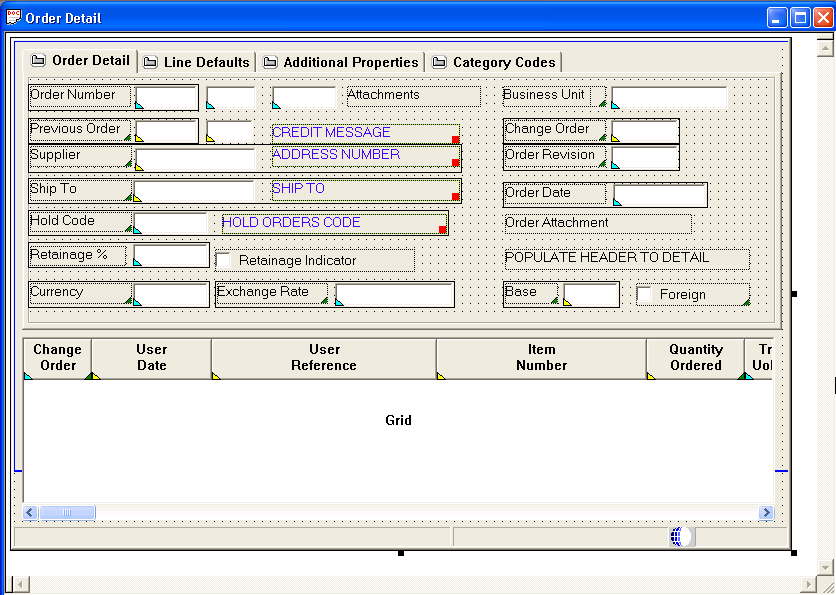 Order Detail
Order Detail Line Defaults Additional Properties Category Codes
Order Number Attachments Business Unit
Previous Order CREDIT MESSAGE Change Order
Supplier ADDRESS NUMBER Order Revision
Ship To SHIP TO Order Date
Hold Code HOLD ORDERS CODE Order Attachment
Retainage % Retainage Indicator POPULATE HEADER TO DETAIL
Currency Exchange Rate Base Foreign
Change User User Item Quantity Tr
Order Date Reference Number Ordered
Grid